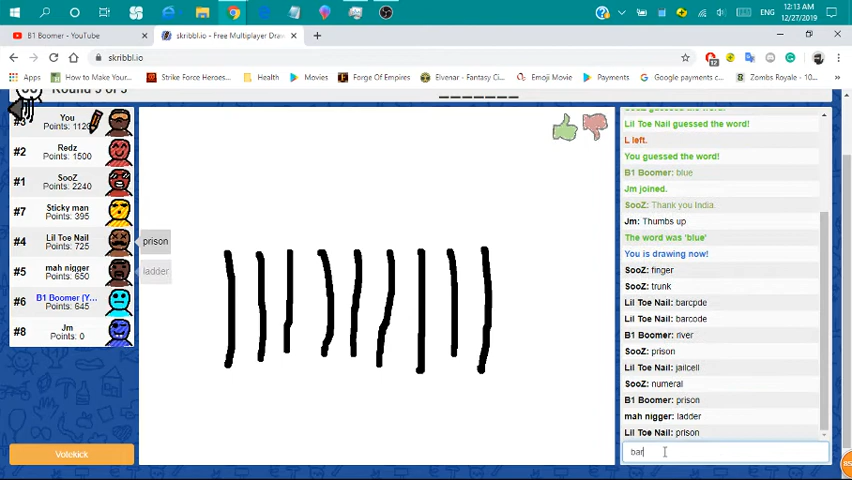 12:13 AM
ENG
12/27/2019
B1 Boomer - YouTube
skribbl.io - Free Multiplayer Dra
skribbl.io
Apps
How to Make Your...
Strike Force Heroes...
Health
Movies
Forge Of Empires
Elvenar - Fantasy Ci...
Emoji Movie
Payments
Google payments c...
Zombs Royale - 10...
12
Round 3 of 3
_ _ _ _ _ _ _
#3 You
Points: 1120
#2 Redz
Points: 1500
#1 SooZ
Points: 2240
#7 Sticky man
Points: 395
#4 Lil Toe Nail
Points: 725
prison
#5 mah nigger
Points: 650
ladder
#6 B1 Boomer (Y...
Points: 645
#8 Jm
Points: 0
Votekick
Lil Toe Nail guessed the word!
L left.
You guessed the word!
B1 Boomer: blue
Jm joined.
SooZ: Thank you India.
Jm: Thumbs up
The word was 'blue'
You is drawing now!
SooZ: finger
SooZ: trunk
Lil Toe Nail: barcpde
Lil Toe Nail: barcode
B1 Boomer: river
SooZ: prison
Lil Toe Nail: jailcell
SooZ: numeral
B1 Boomer: prison
mah nigger: ladder
Lil Toe Nail: prison
bar